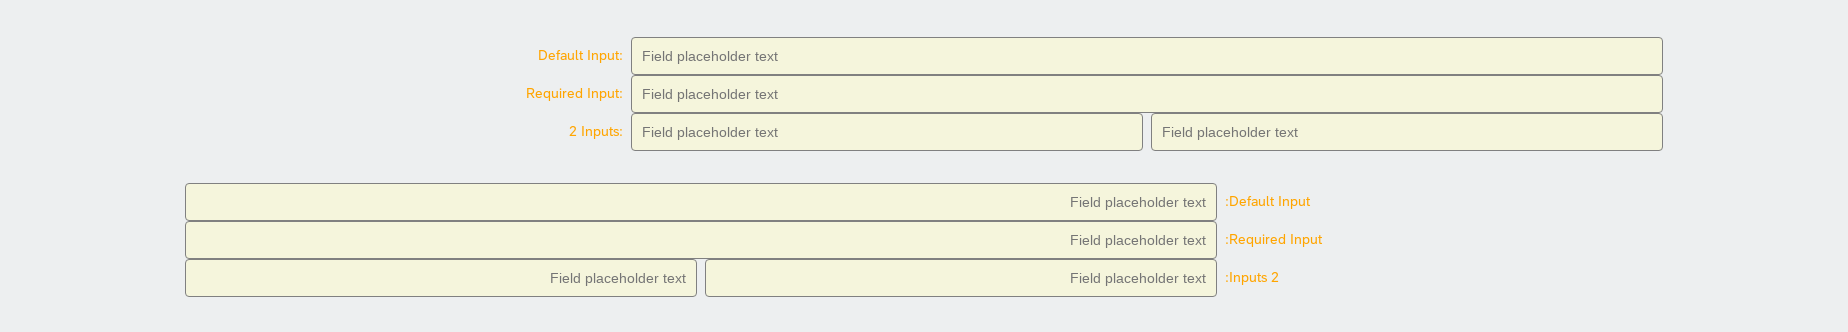 Default Input: Field placeholder text
Required Input: Field placeholder text
2 Inputs: Field placeholder text Field placeholder text
Field placeholder text :Default Input
Field placeholder text :Required Input
Field placeholder text Field placeholder text :Inputs 2